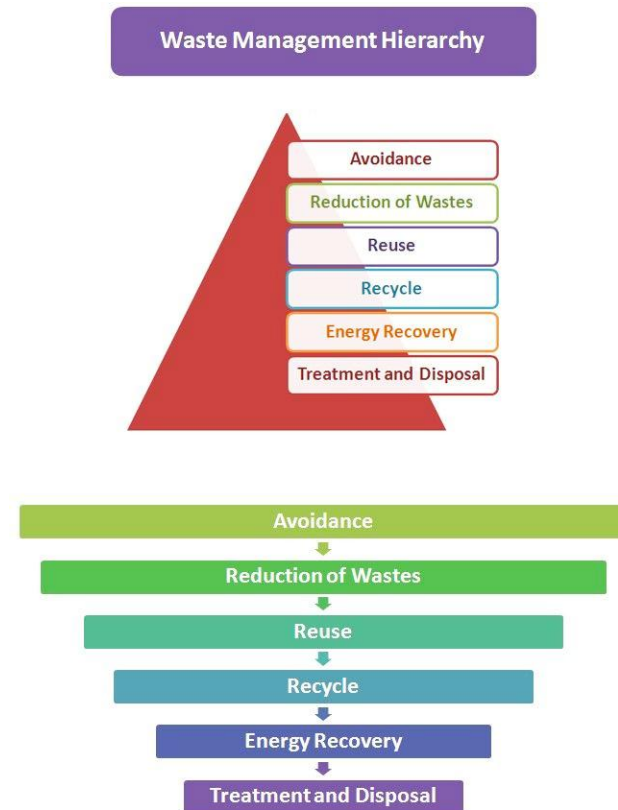 Waste Management Hierarchy
Avoidance
Reduction of Wastes
Reuse
Recycle
Energy Recovery
Treatment and Disposal
Avoidance
Reduction of Wastes
Reuse
Recycle
Energy Recovery
Treatment and Disposal